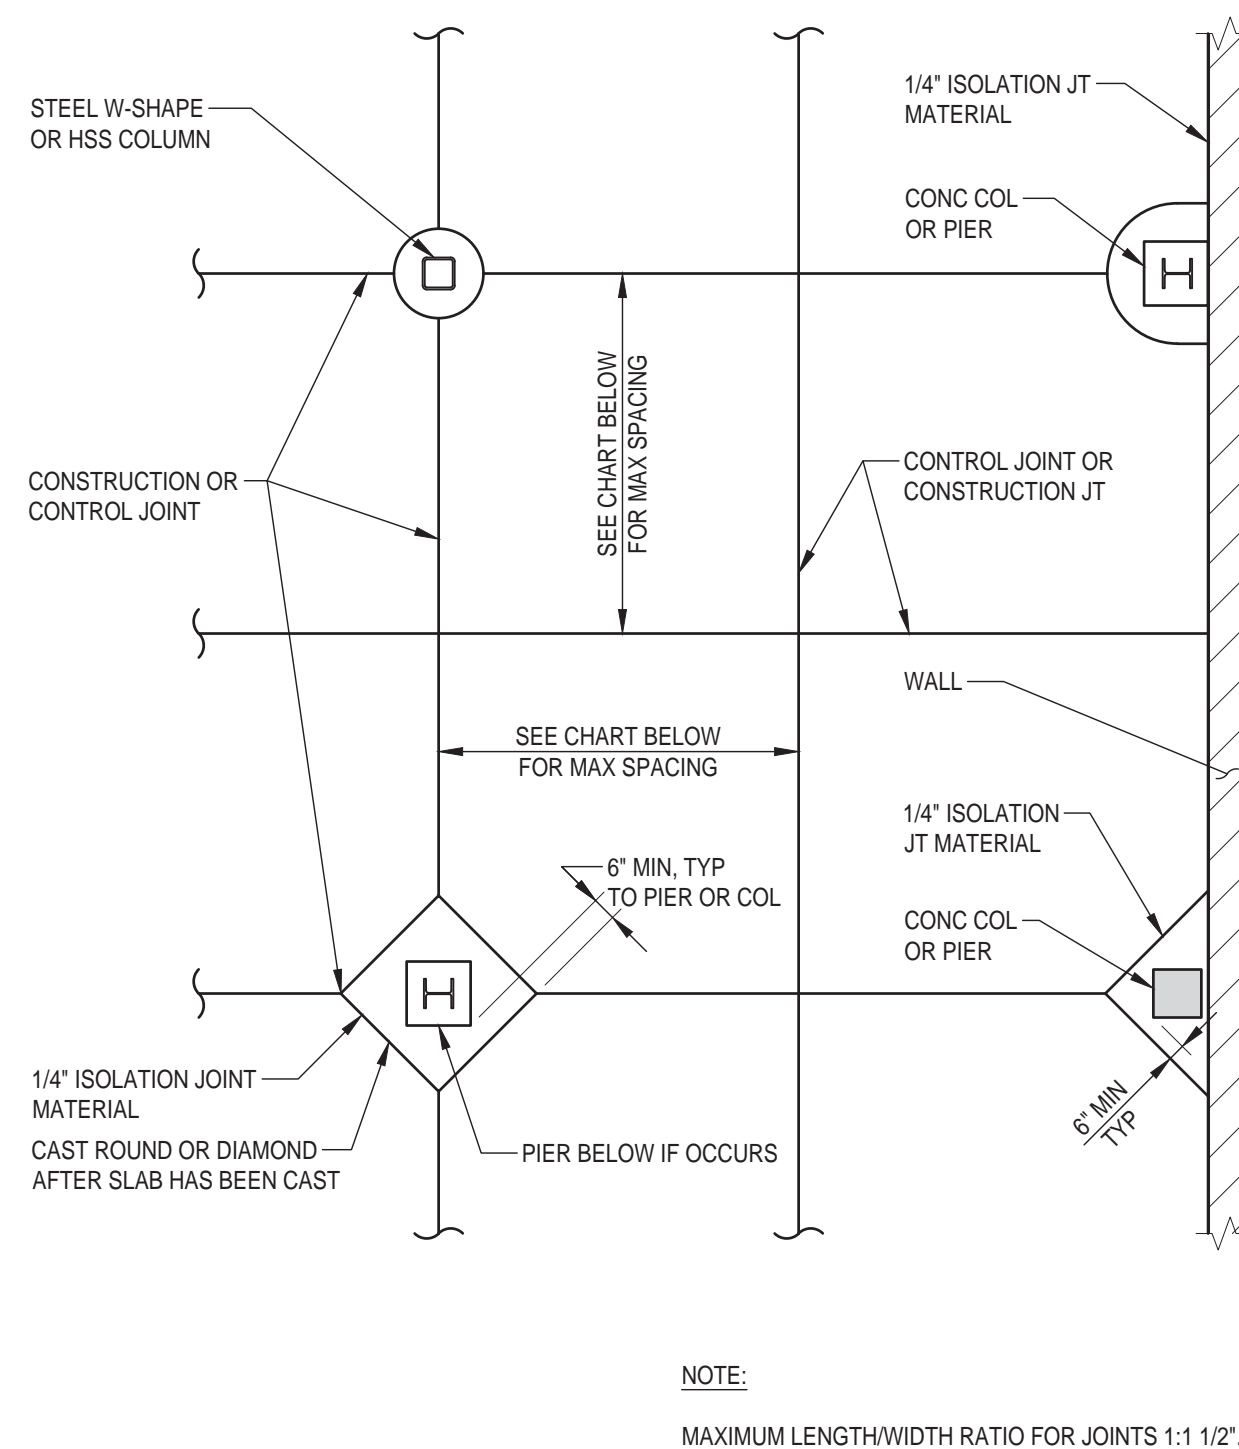 STEEL W-SHAPE
OR HSS COLUMN
1/4" ISOLATION JT
MATERIAL
CONC COL
OR PIER
SEE CHART BELOW
FOR MAX SPACING
CONSTRUCTION OR
CONTROL JOINT
CONTROL JOINT OR
CONSTRUCTION JT
WALL
SEE CHART BELOW
FOR MAX SPACING
1/4" ISOLATION
JT MATERIAL
6" MIN, TYP
TO PIER OR COL
CONC COL
OR PIER
1/4" ISOLATION JOINT
MATERIAL
6" MIN
TYP
CAST ROUND OR DIAMOND
AFTER SLAB HAS BEEN CAST
PIER BELOW IF OCCURS
NOTE:
MAXIMUM LENGTH/WIDTH RATIO FOR JOINTS 1:1 1/2".